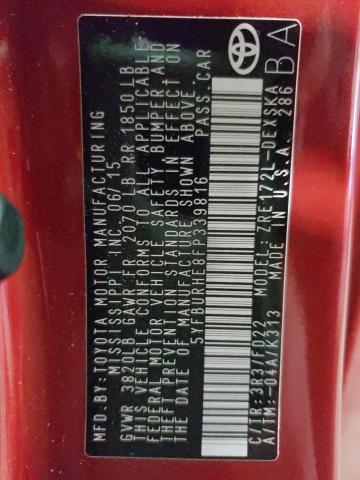 MFD.BY:TOYOTA MOTOR MANUFACTURING
MISSISSIPPI INC. 06/15
GVWR 3820LB GAWR FR 2070 LB RR 1850LB
THIS VEHICLE CONFORMS TO ALL APPLICABLE
FEDERAL MOTOR VEHICLE SAFETY BUMPER AND
THEFT PREVENTION STANDARDS IN EFFECT ON
THE DATE OF MANUFACTURE SHOWN ABOVE.
5YFBURHE8FP339816 PASS.CAR
C/TR:3R3/FD22 MODEL: ZRE172L-DEXSKA
A/TM:-04A/K313 MADE IN U.S.A. 286
BA